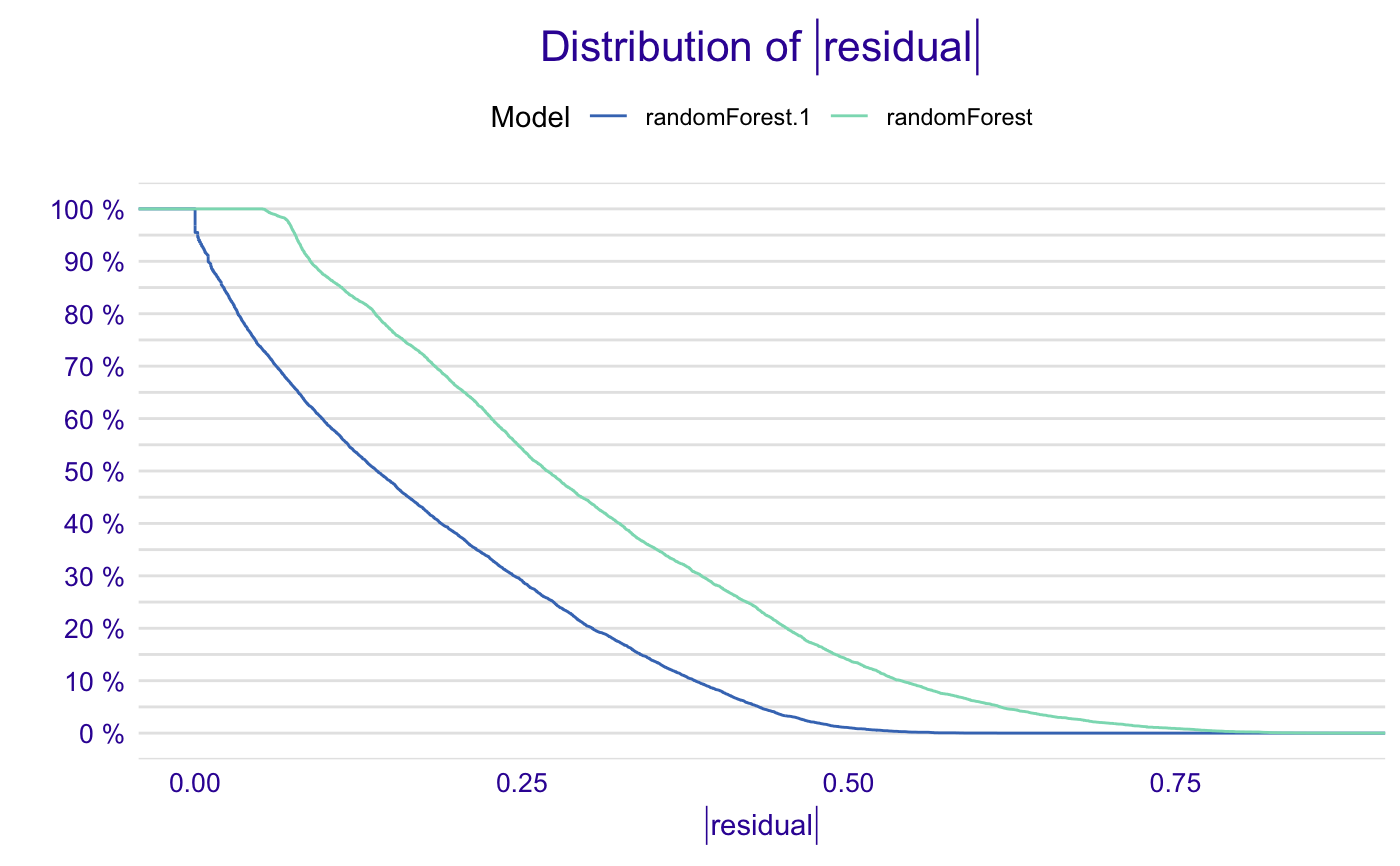 Distribution of |residual|
Model randomForest.1 randomForest
100 %
90 %
80 %
70 %
60 %
50 %
40 %
30 %
20 %
10 %
0 %
0.00 0.25 0.50 0.75
|residual|